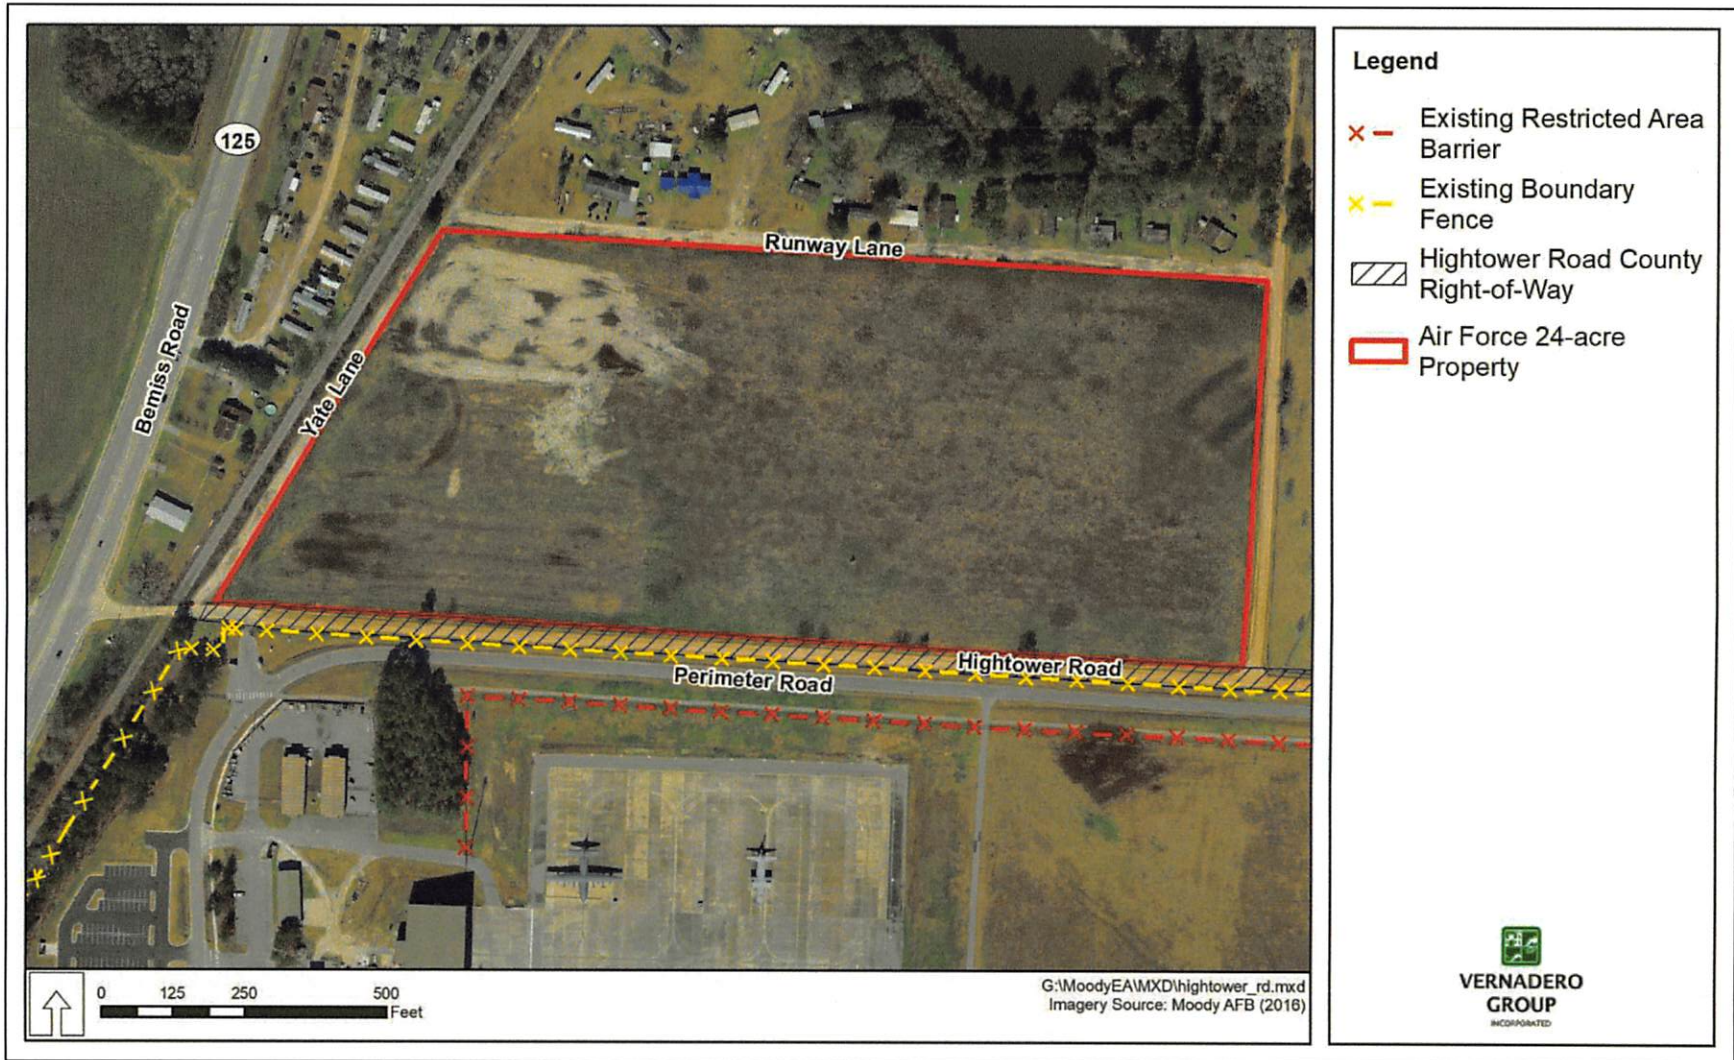 125
Runway Lane
Bemiss Road
Yate Lane
Hightower Road
Perimeter Road
0 125 250 500
Feet
G:\MoodyEA\MXD\hightower_rd.mxd
Imagery Source: Moody AFB (2016)
Legend
Existing Restricted Area
Barrier
Existing Boundary
Fence
Hightower Road County
Right-of-Way
Air Force 24-acre
Property
VERNADERO
GROUP
INCORPORATED